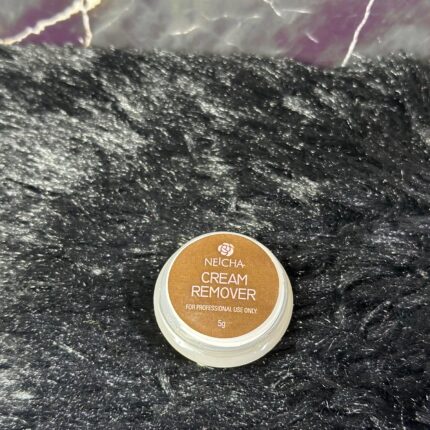 NEICHA
CREAM
REMOVER
FOR PROFESSIONAL USE ONLY.
5g